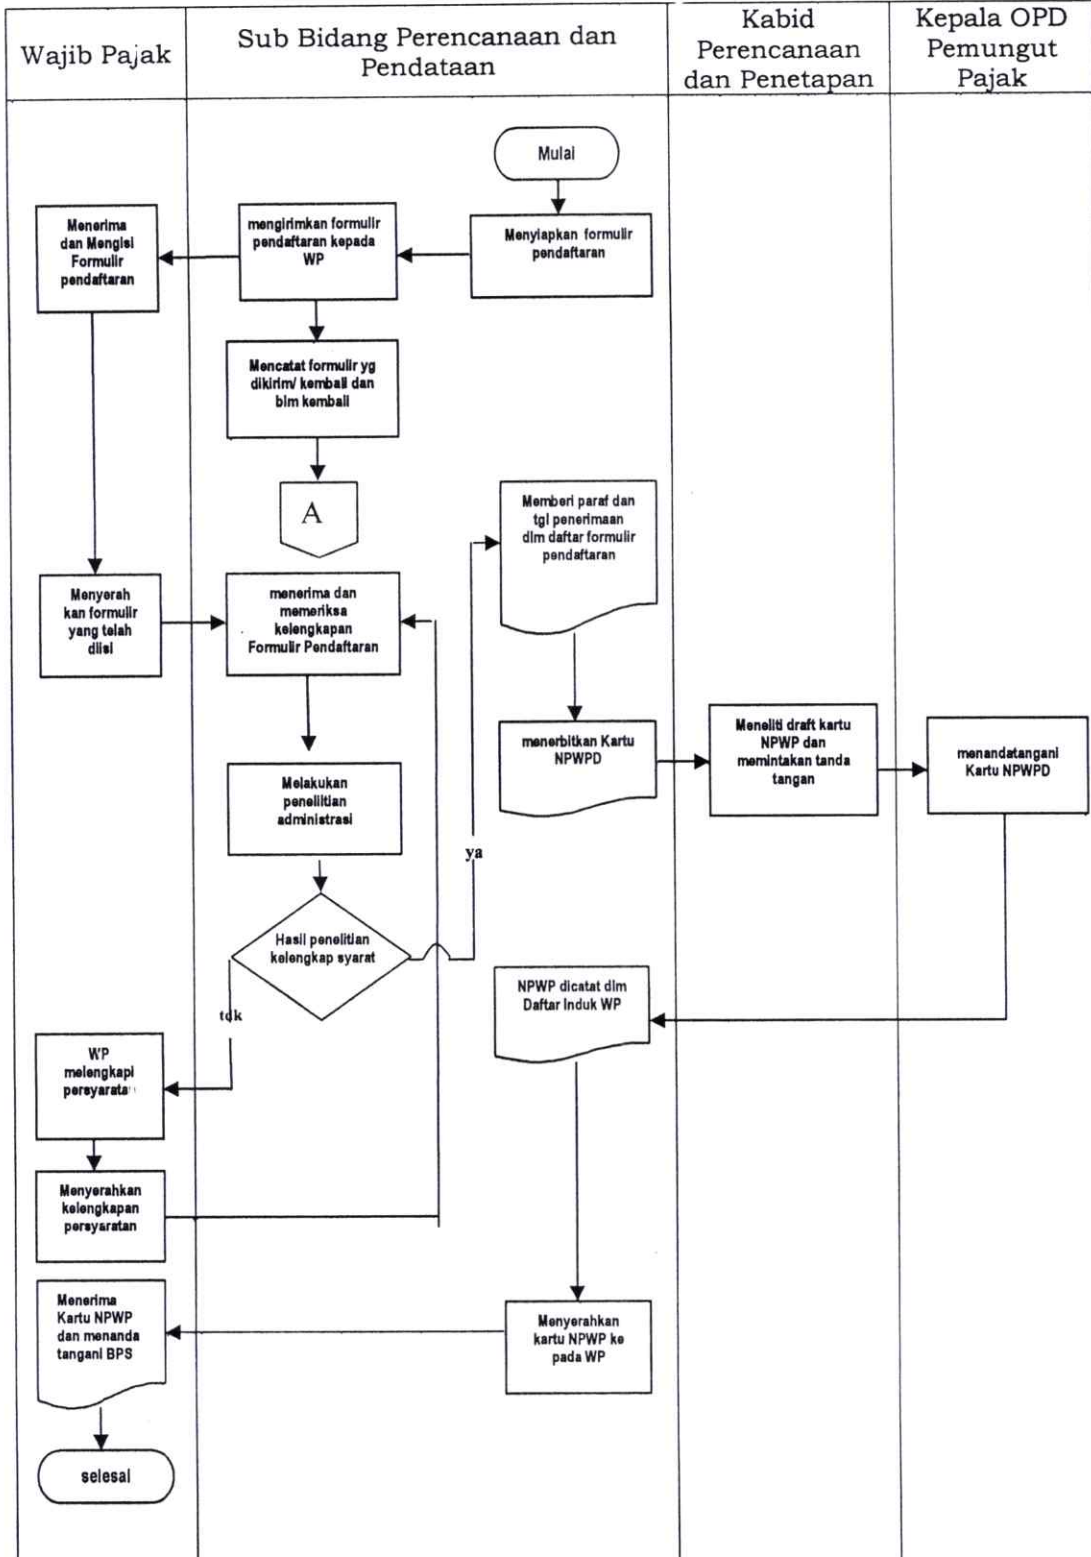 Wajib Pajak
Sub Bidang Perencanaan dan
Pendataan
Kabid
Perencanaan
dan Penetapan
Kepala OPD
Pemungut
Pajak
Mulai
Menyiapkan formulir
pendaftaran
mengirimkan formulir
pendaftaran kepada
WP
Menerima
dan Mengisi
Formulir
pendaftaran
Mencatat formulir yg
dikirim/ kembali dan
blm kembali
A
Memberi paraf dan
tgl penerimaan
dlm daftar formulir
pendaftaran
Menyerah
kan formulir
yang telah
diisi
menerima dan
memeriksa
kelengkapan
Formulir Pendaftaran
menerbitkan Kartu
NPWPD
Meneliti draft kartu
NPWP dan
memintakan tanda
tangan
menandatangani
Kartu NPWPD
Melakukan
penelitian
administrasi
ya
Hasil penelitian
kelengkap syarat
tdk
NPWP dicatat dlm
Daftar Induk WP
WP
melengkapi
persyaratan
Menyerahkan
kelengkapan
persyaratan
Menerima
Kartu NPWP
dan menanda
tangani BPS
Menyerahkan
kartu NPWP ke
pada WP
selesai